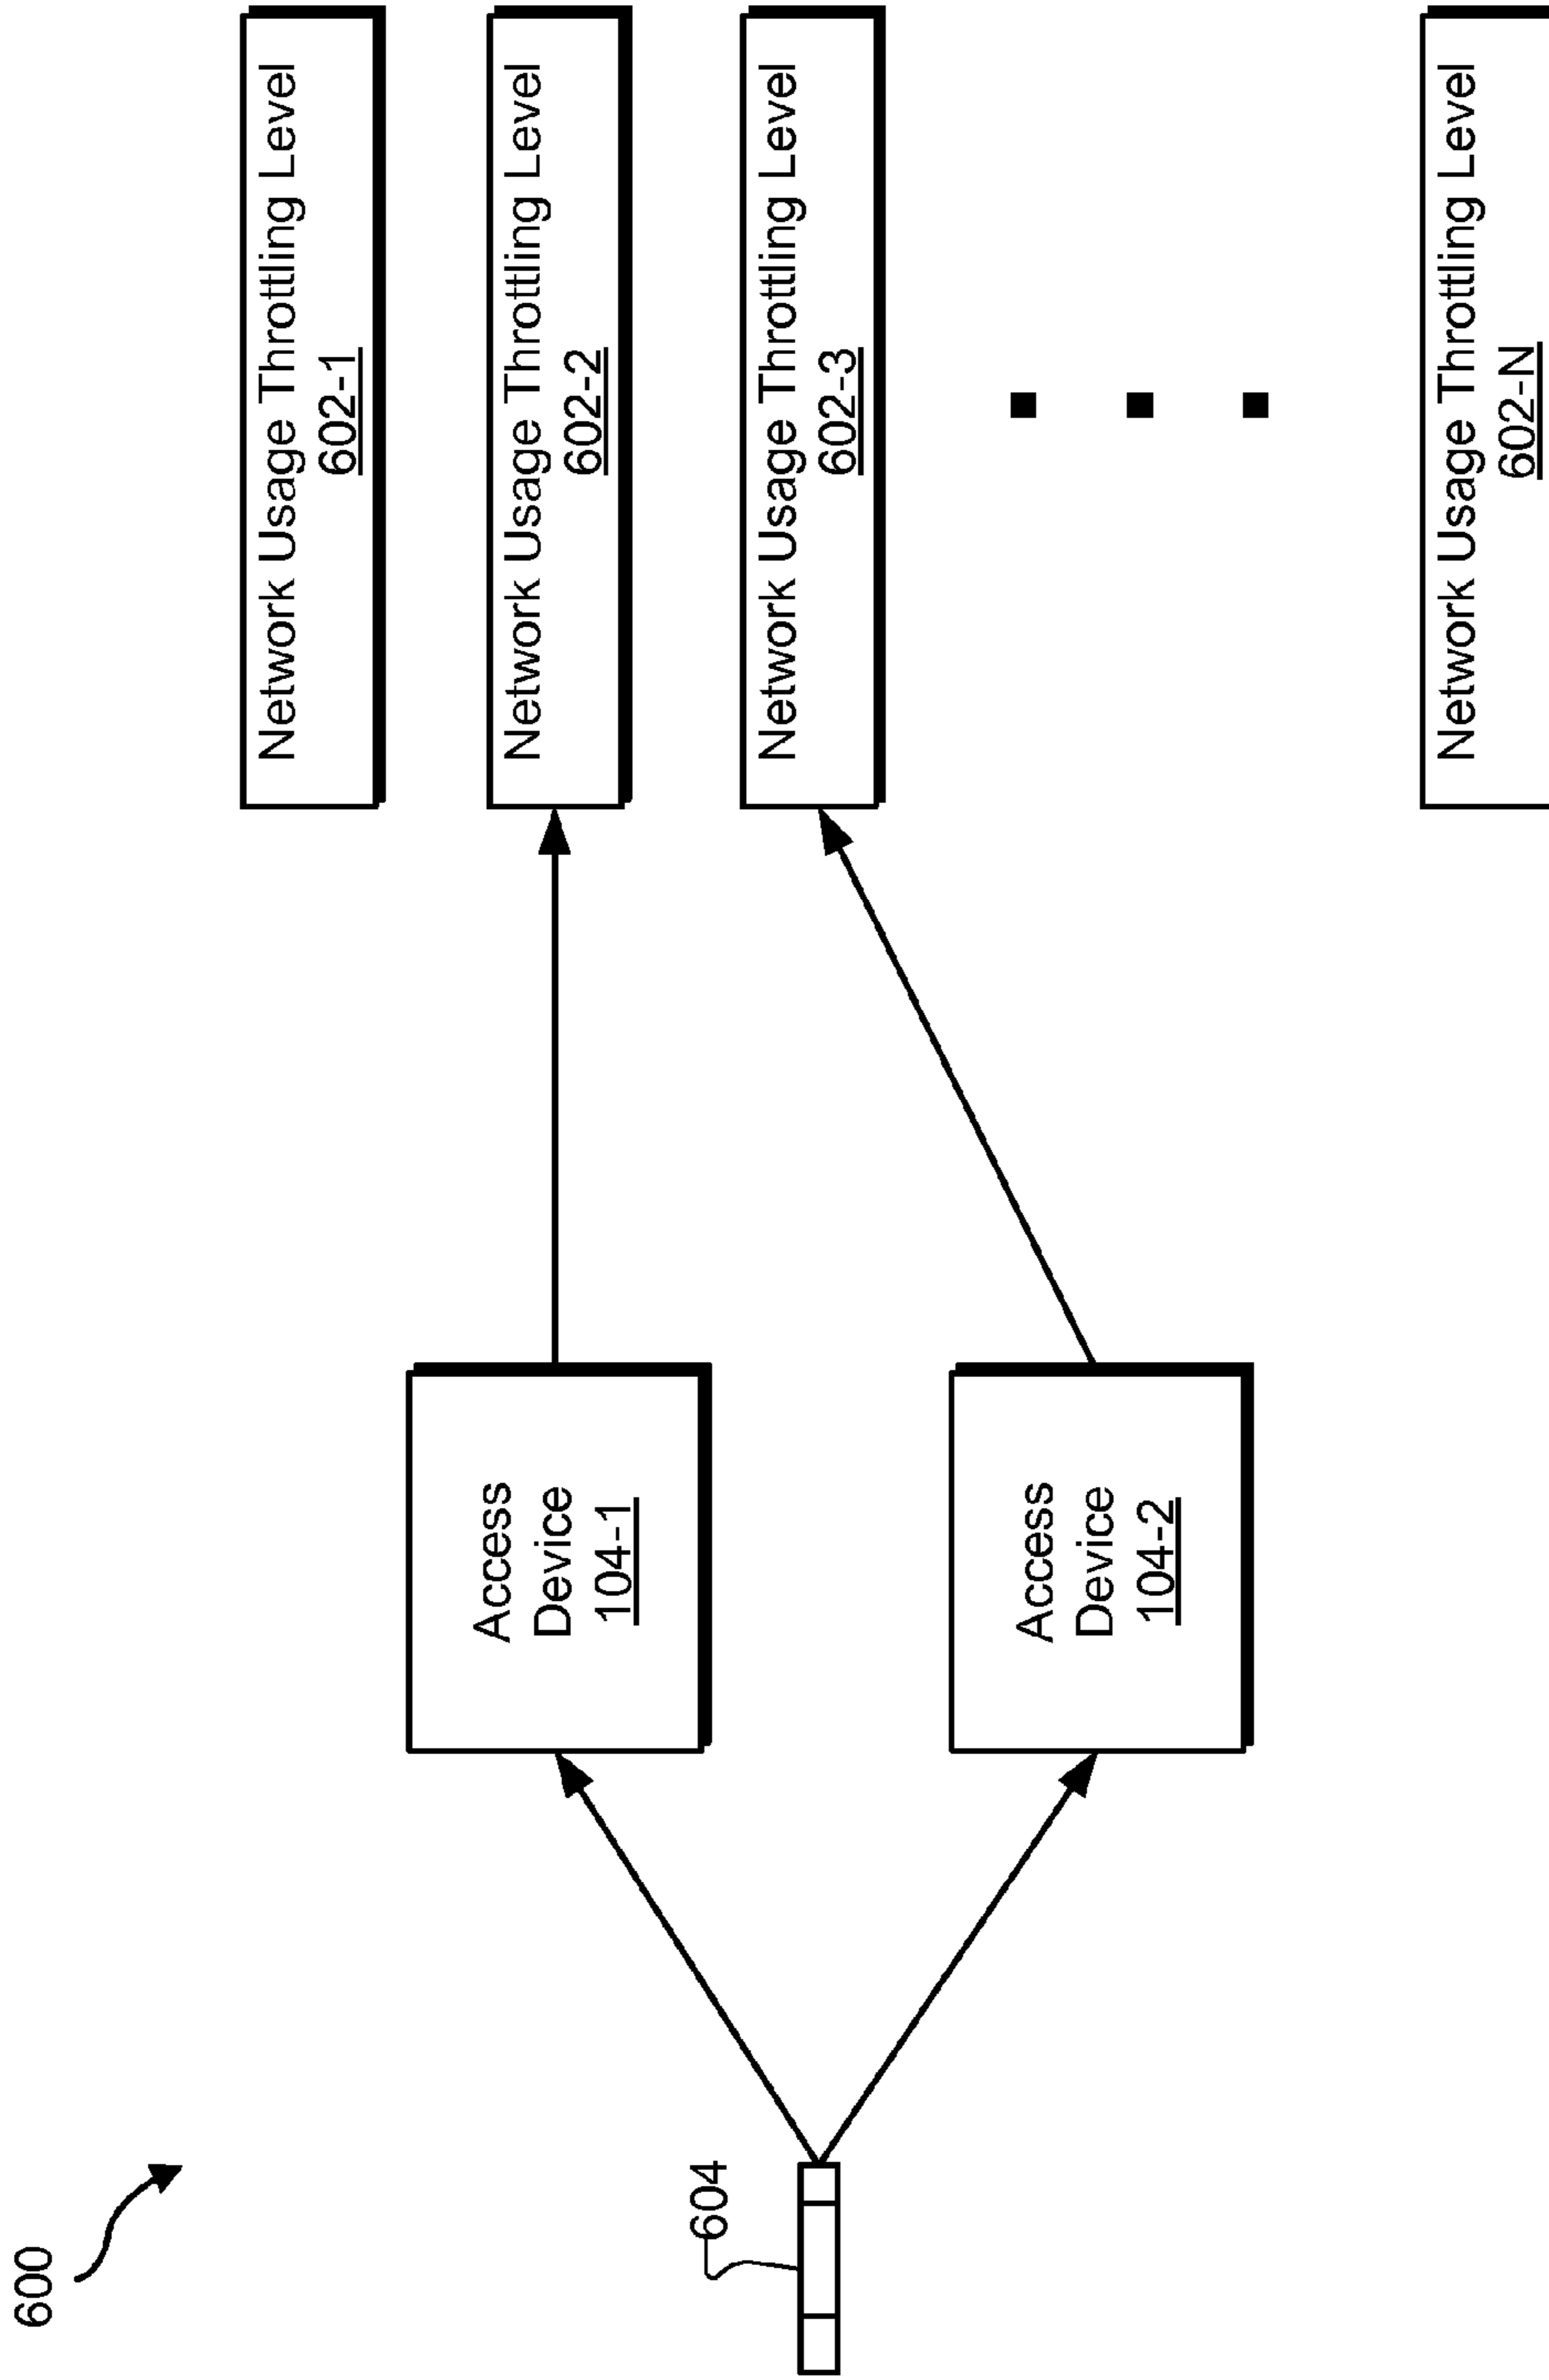 600
604
Access
Device
104-1
Access
Device
104-2
Network Usage Throttling Level
602-1
Network Usage Throttling Level
602-2
Network Usage Throttling Level
602-3
Network Usage Throttling Level
602-N